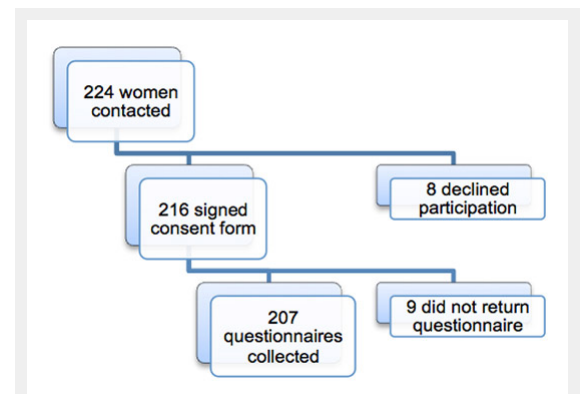 224 women
contacted
216 signed
consent form
8 declined
participation
207
questionnaires
collected
9 did not return
questionnaire